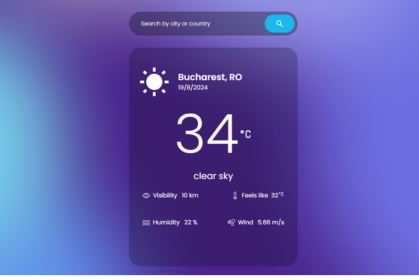 Search by city or country
Bucharest, RO
19/8/2024
34°C
clear sky
Visibility 10 km
Feels like 32°C
Humidity 22 %
Wind 5.66 m/s